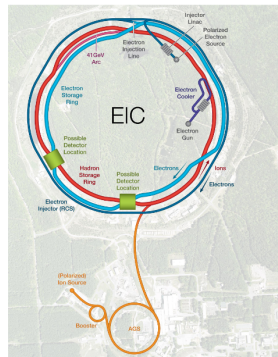 Injector
Linac
Polarized
Electron
Source
Electron
Injection
Line
41GeV
Arc
Electron
Storage
Ring
EIC
Electron
Cooler
Electron
Gun
Possible
Detector
Location
Possible
Detector
Location
Hadron
Storage
Ring
Electrons
Ions
Electrons
Electron
Injector (RCS)
(Polarized)
Ion Source
Booster
AGS